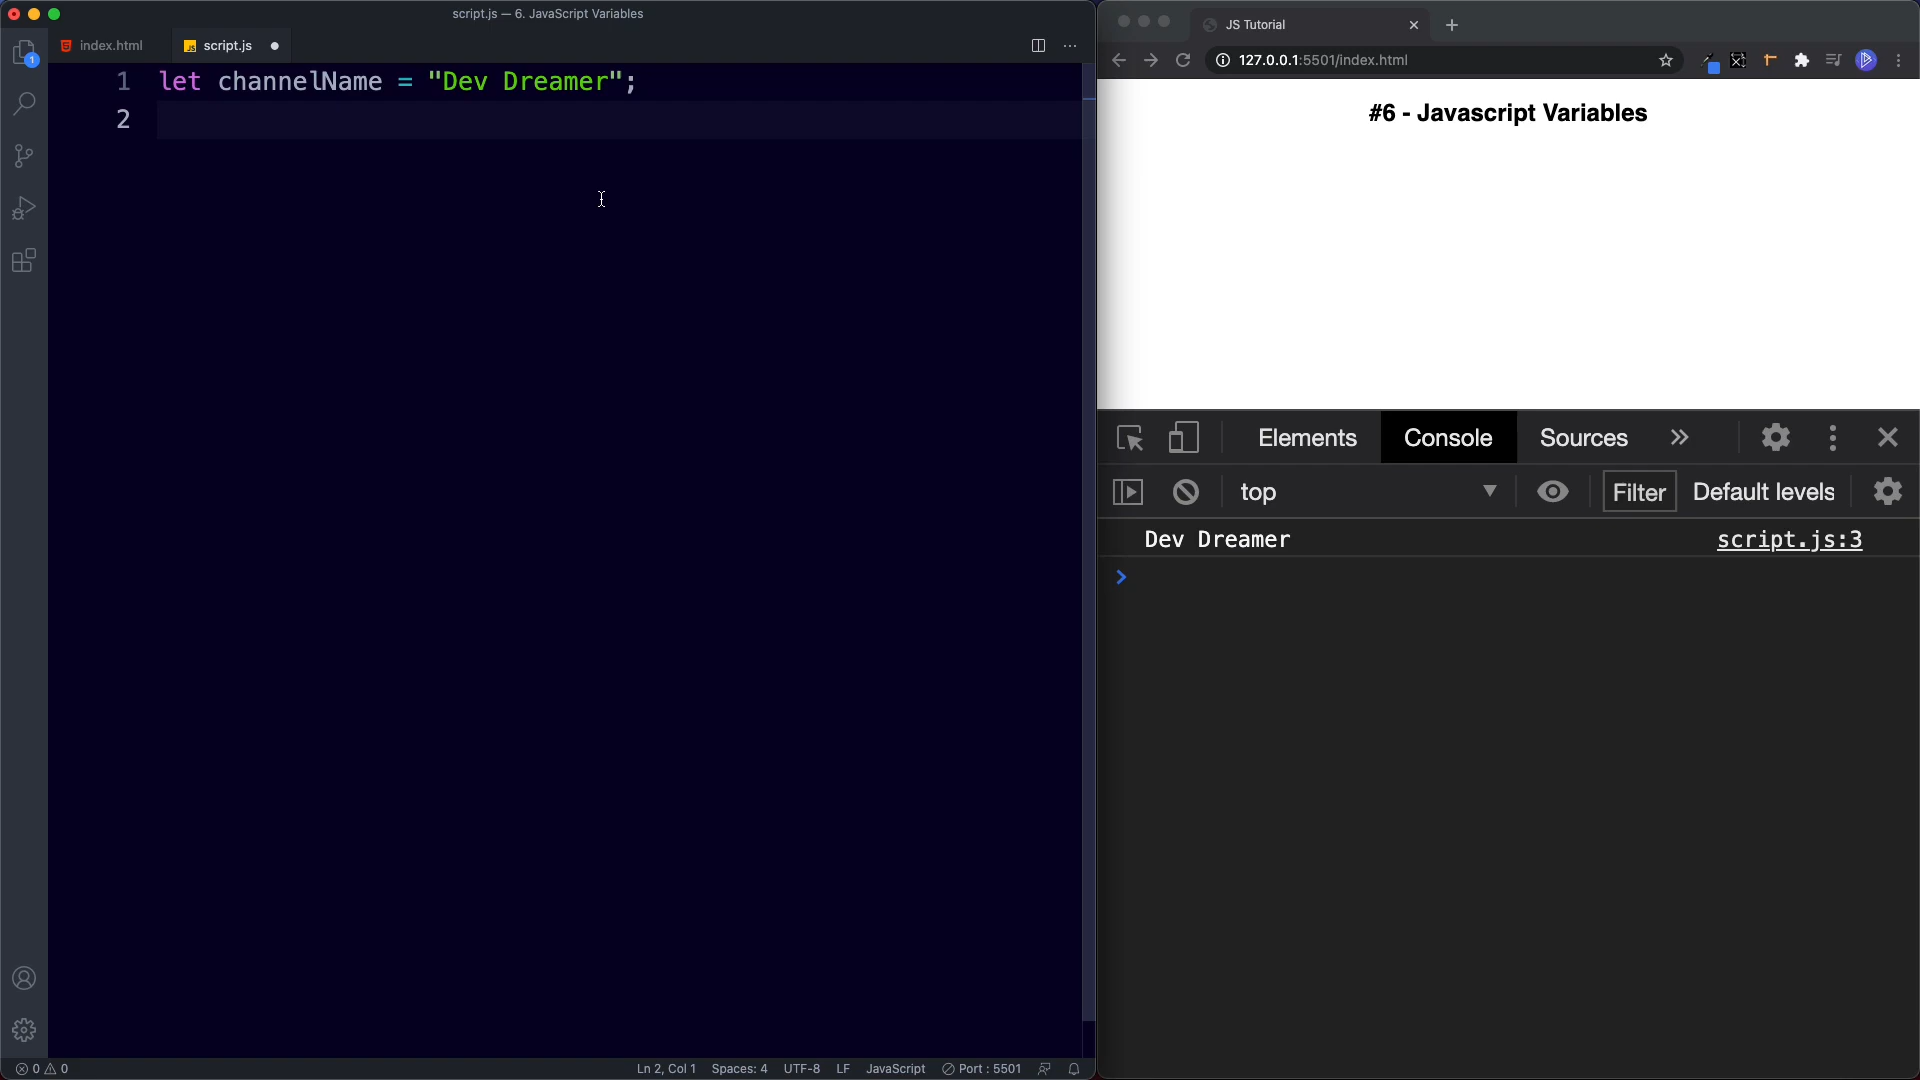 script.js — 6. JavaScript Variables
index.html
script.js
1 let channelName = "Dev Dreamer";
2
0 0
Ln 2, Col 1 Spaces: 4 UTF-8 LF JavaScript Port : 5501
JS Tutorial
127.0.0.1:5501/index.html
#6 - Javascript Variables
Elements Console Sources
top Filter Default levels
Dev Dreamer script.js:3